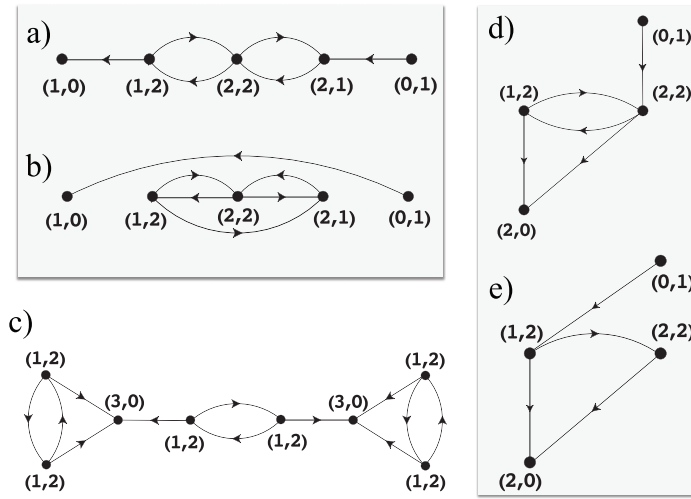 a)
(1,0) (1,2) (2,2) (2,1) (0,1)
b)
(1,0) (1,2) (2,2) (2,1) (0,1)
c)
(1,2) (1,2)
(3,0) (3,0)
(1,2) (1,2)
(1,2) (1,2)
d)
(0,1)
(1,2) (2,2)
(2,0)
e)
(0,1)
(1,2) (2,2)
(2,0)